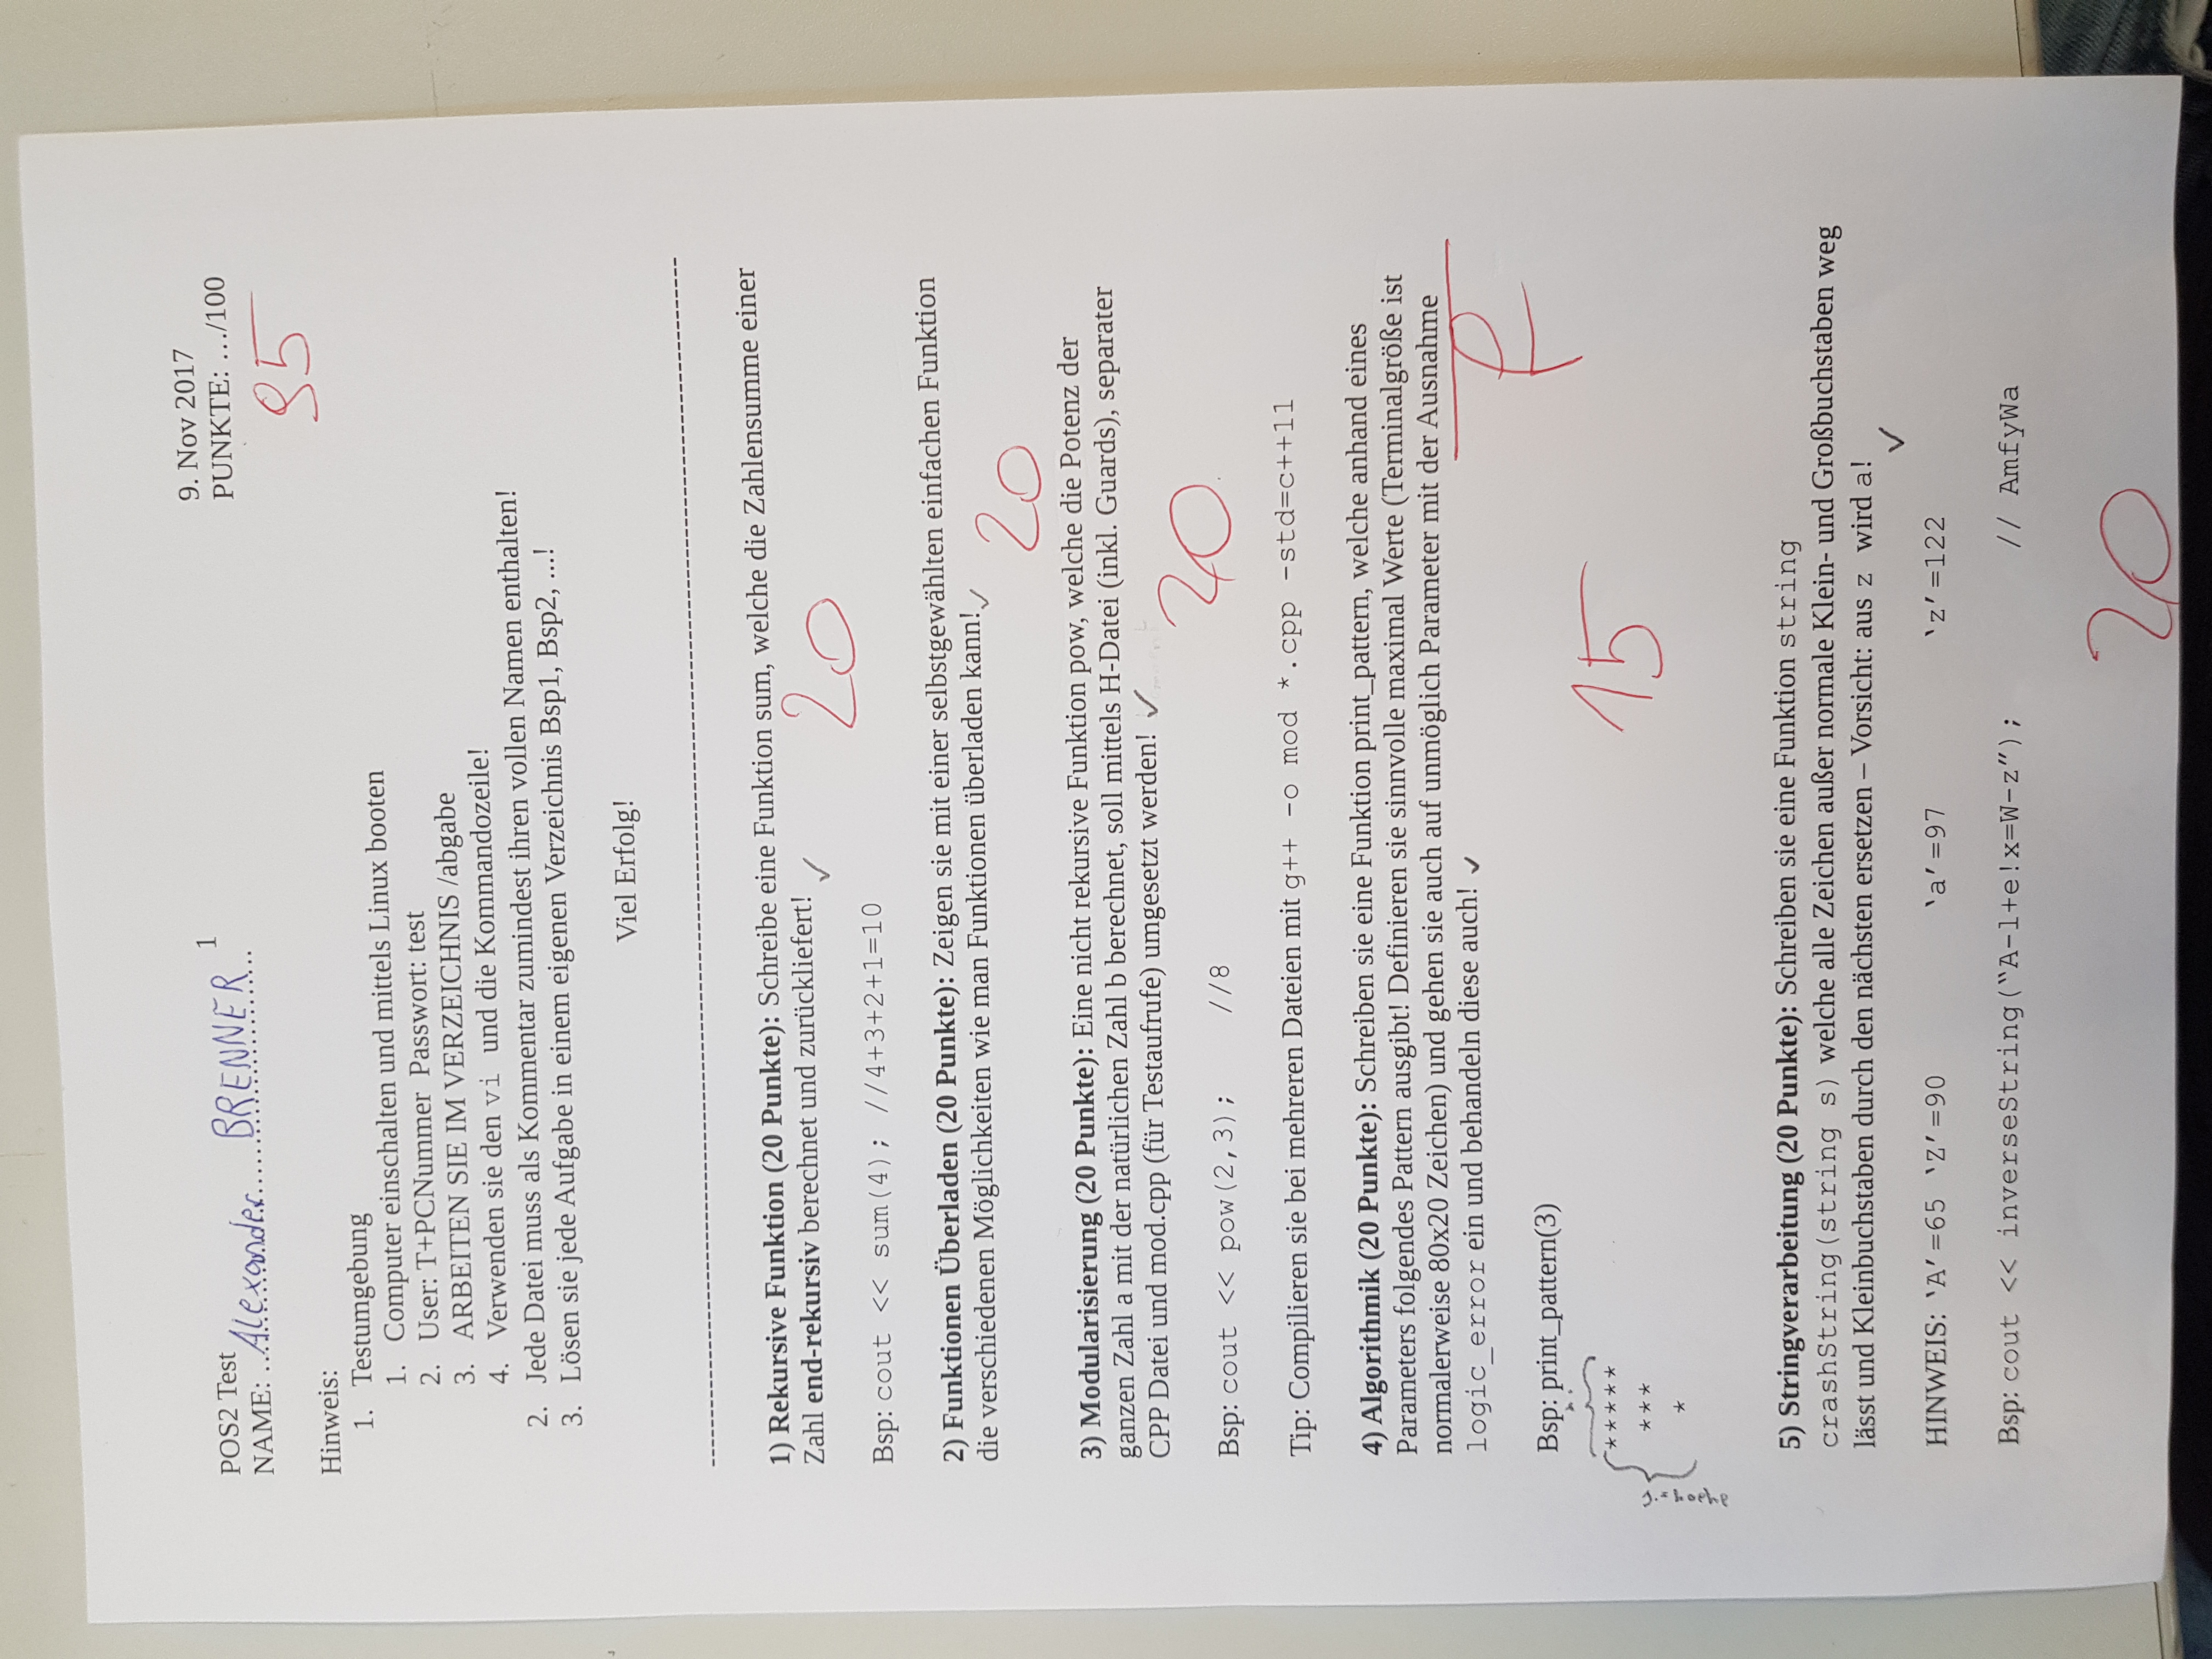 POS2 Test
1
9. Nov 2017
NAME: ...Alexander.....BRENNER..
PUNKTE: .../100
95
Hinweis:
1. Testumgebung
1. Computer einschalten und mittels Linux booten
2. User: T+PCNummer Passwort: test
3. ARBEITEN SIE IM VERZEICHNIS /abgabe
4. Verwenden sie den vi und die Kommandozeile!
2. Jede Datei muss als Kommentar zumindest ihren vollen Namen enthalten!
3. Lösen sie jede Aufgabe in einem eigenen Verzeichnis Bsp1, Bsp2, ...!
Viel Erfolg!
1) Rekursive Funktion (20 Punkte): Schreibe eine Funktion sum, welche die Zahlensumme einer
Zahl end-rekursiv berechnet und zurückliefert! ✓
20
Bsp: cout << sum(4); //4+3+2+1=10
2) Funktionen Überladen (20 Punkte): Zeigen sie mit einer selbstgewählten einfachen Funktion
die verschiedenen Möglichkeiten wie man Funktionen überladen kann! ✓
20
3) Modularisierung (20 Punkte): Eine nicht rekursive Funktion pow, welche die Potenz der
ganzen Zahl a mit der natürlichen Zahl b berechnet, soll mittels H-Datei (inkl. Guards), separater
CPP Datei und mod.cpp (für Testaufrufe) umgesetzt werden! ✓
20
Bsp: cout << pow(2,3); //8
Tip: Compilieren sie bei mehreren Dateien mit g++ -o mod *.cpp -std=c++11
4) Algorithmik (20 Punkte): Schreiben sie eine Funktion print_pattern, welche anhand eines
Parameters folgendes Pattern ausgibt! Definieren sie sinnvolle maximal Werte (Terminalgröße ist
normalerweise 80x20 Zeichen) und gehen sie auch auf unmöglich Parameter mit der Ausnahme
logic_error ein und behandeln diese auch! ✓
Bsp: print_pattern(3)
15
*****
***
*
5) Stringverarbeitung (20 Punkte): Schreiben sie eine Funktion string
crashString(string s) welche alle Zeichen außer normale Klein- und Großbuchstaben weg
lässt und Kleinbuchstaben durch den nächsten ersetzen – Vorsicht: aus z wird a!
✓
HINWEIS: ‘A’=65 ‘Z’=90 ‘a’=97 ‘z’=122
Bsp: cout << inverseString(“A-l+e!x=W-z”); // AmfyWa
20